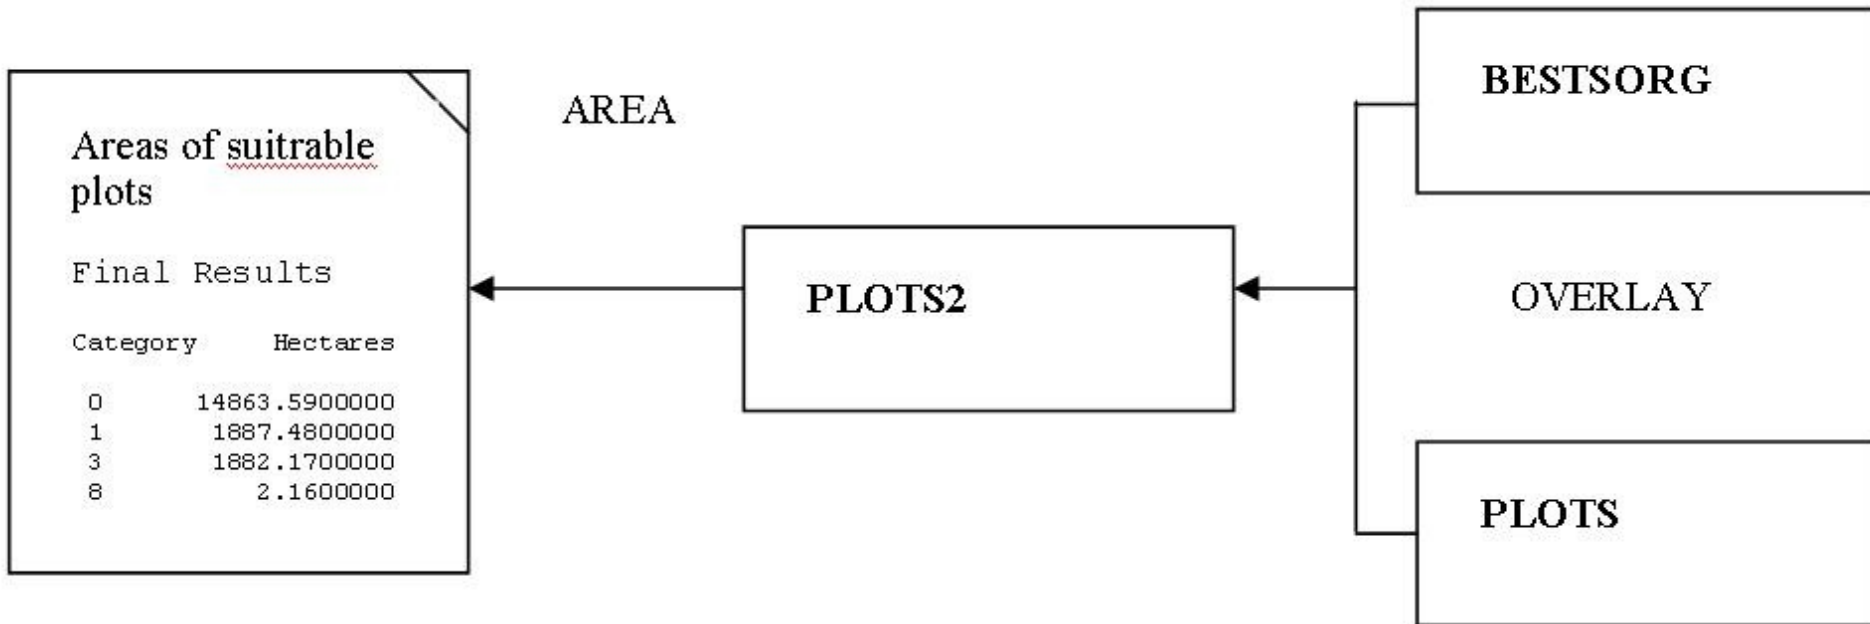 Areas of suitrable
plots
Final Results
Category Hectares
0 14863.5900000
1 1887.4800000
3 1882.1700000
8 2.1600000
AREA
PLOTS2
BESTSORG
OVERLAY
PLOTS